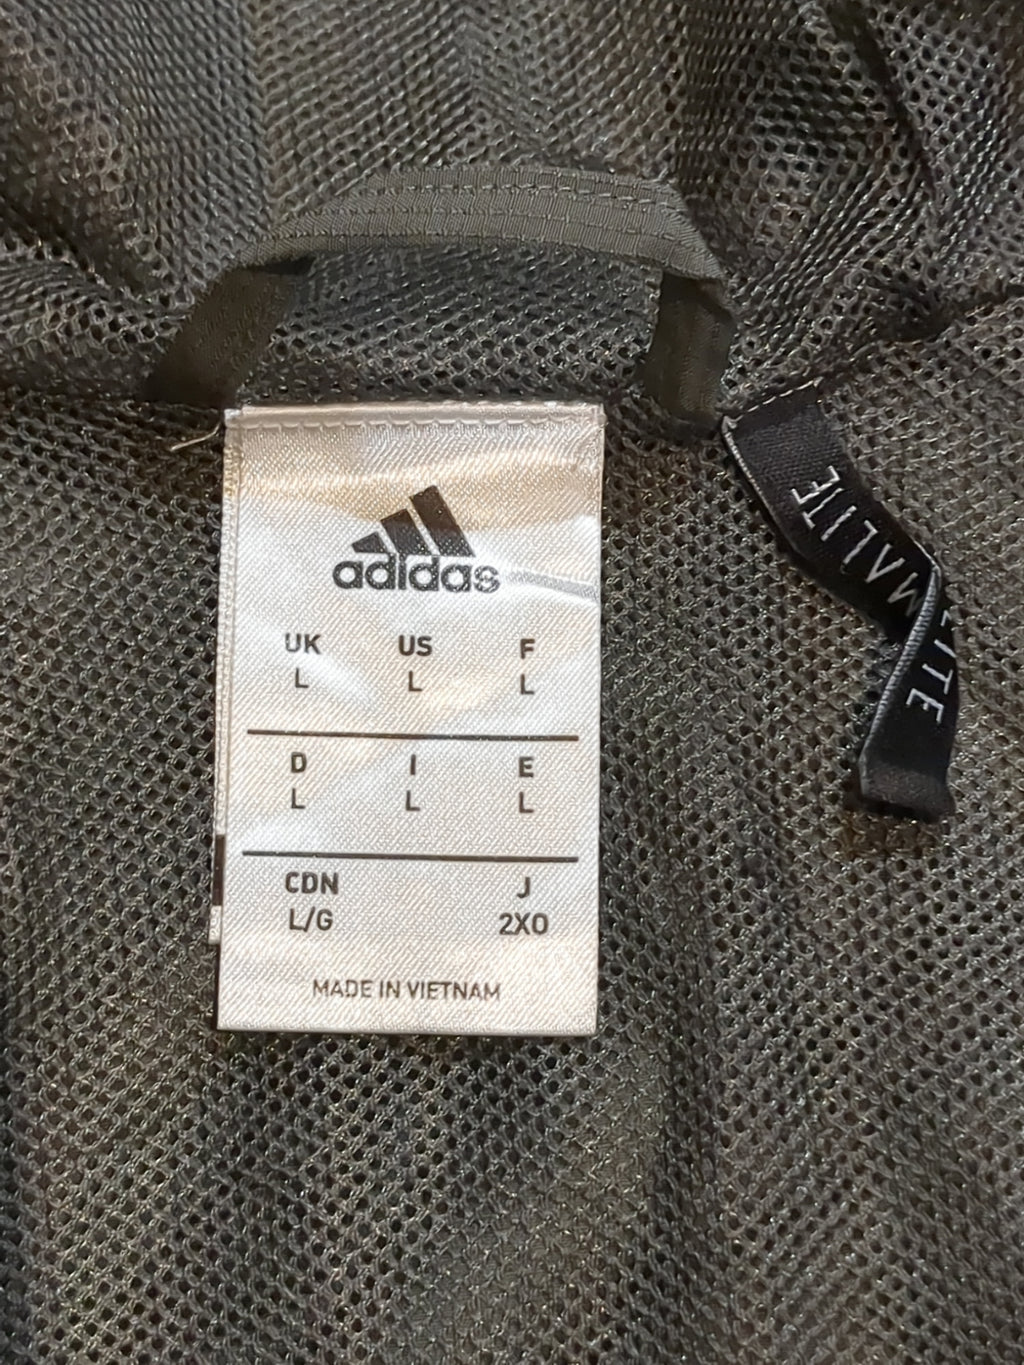 adidas
UK US F
L L L
D I E
L L L
CDN J
L/G 2XO
MADE IN VIETNAM